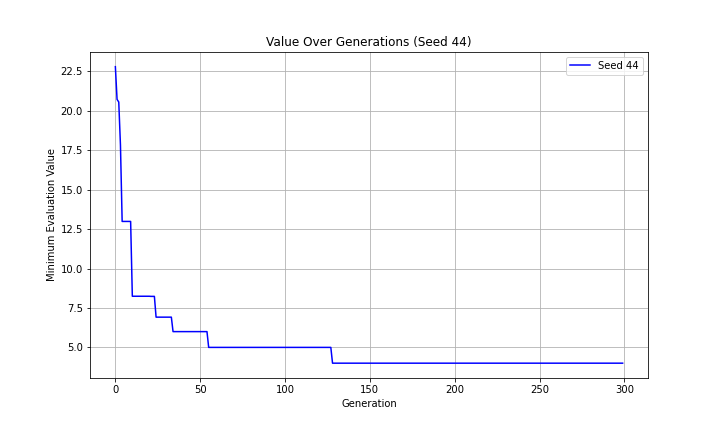 Value Over Generations (Seed 44)
Seed 44
22.5
20.0
17.5
15.0
12.5
10.0
7.5
5.0
Minimum Evaluation Value
0 50 100 150 200 250 300
Generation